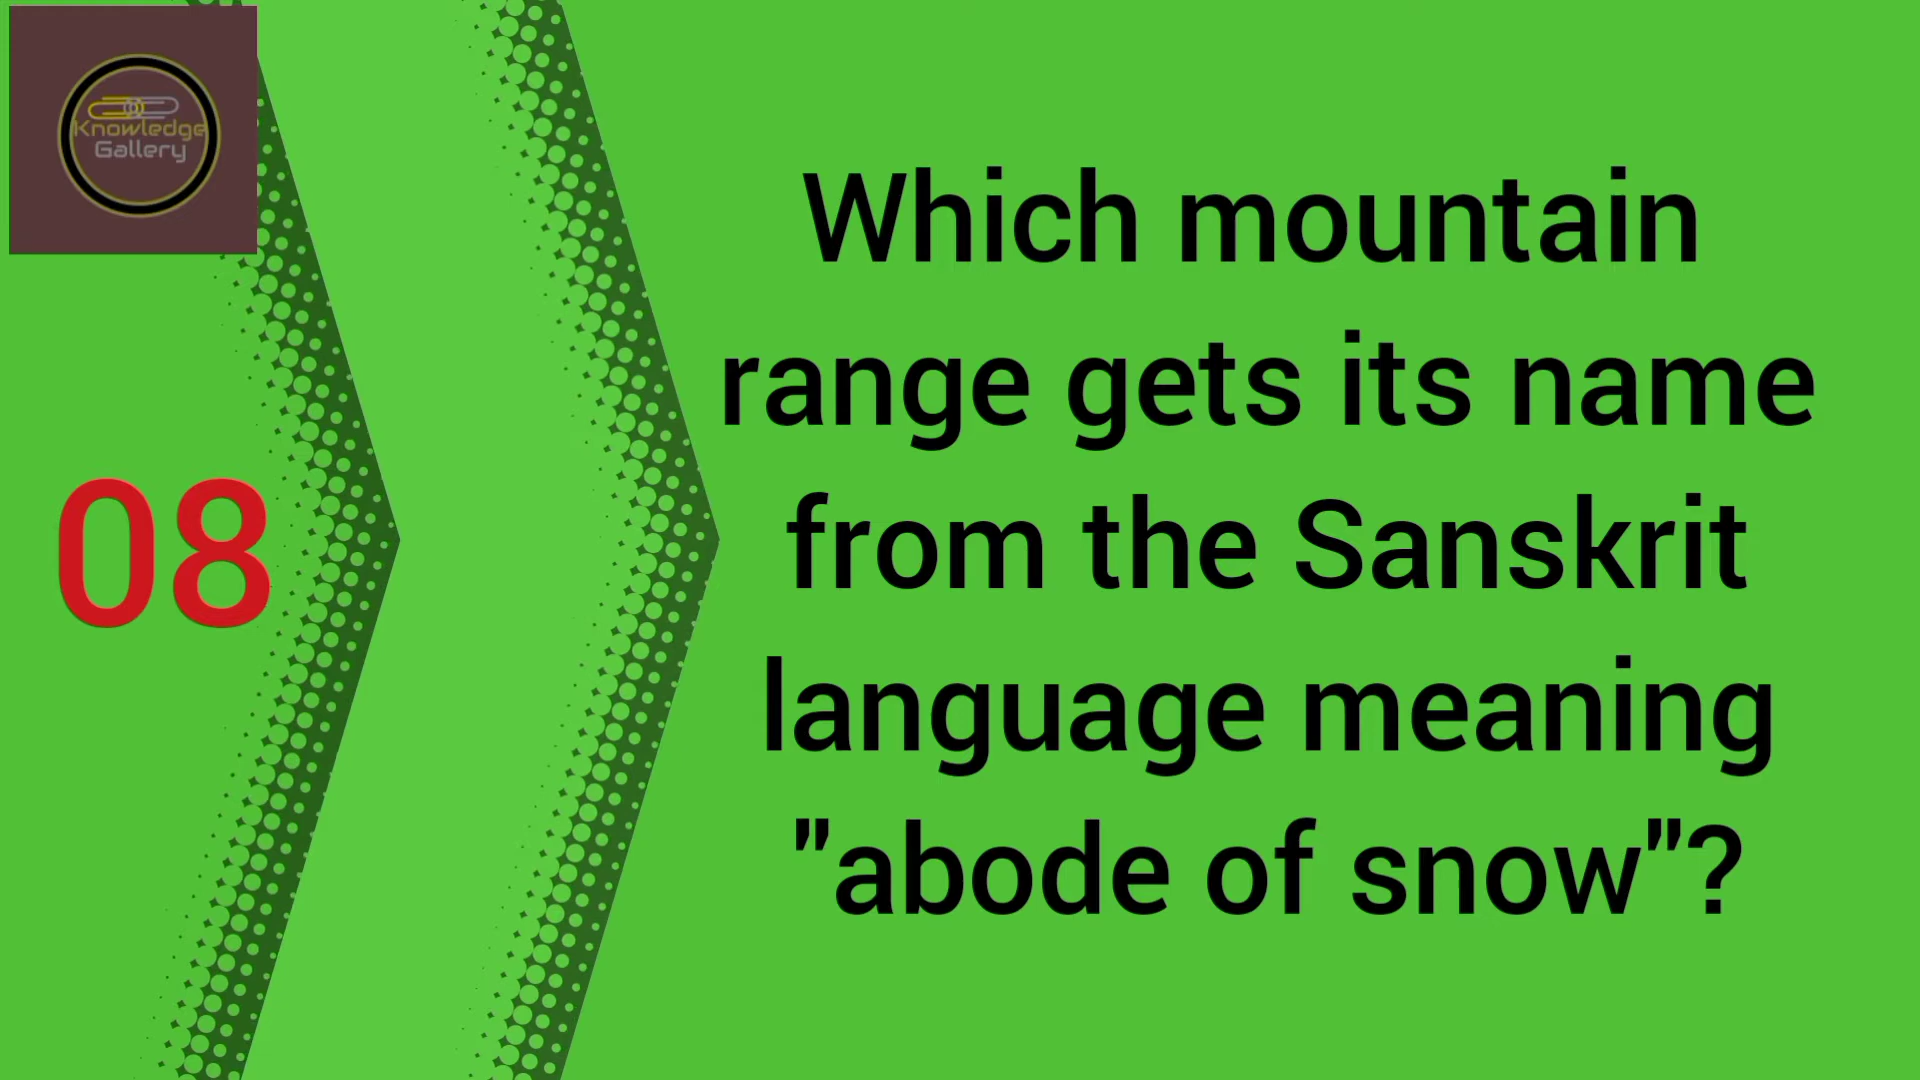 Knowledge
Gallery
08
Which mountain
range gets its name
from the Sanskrit
language meaning
"abode of snow"?